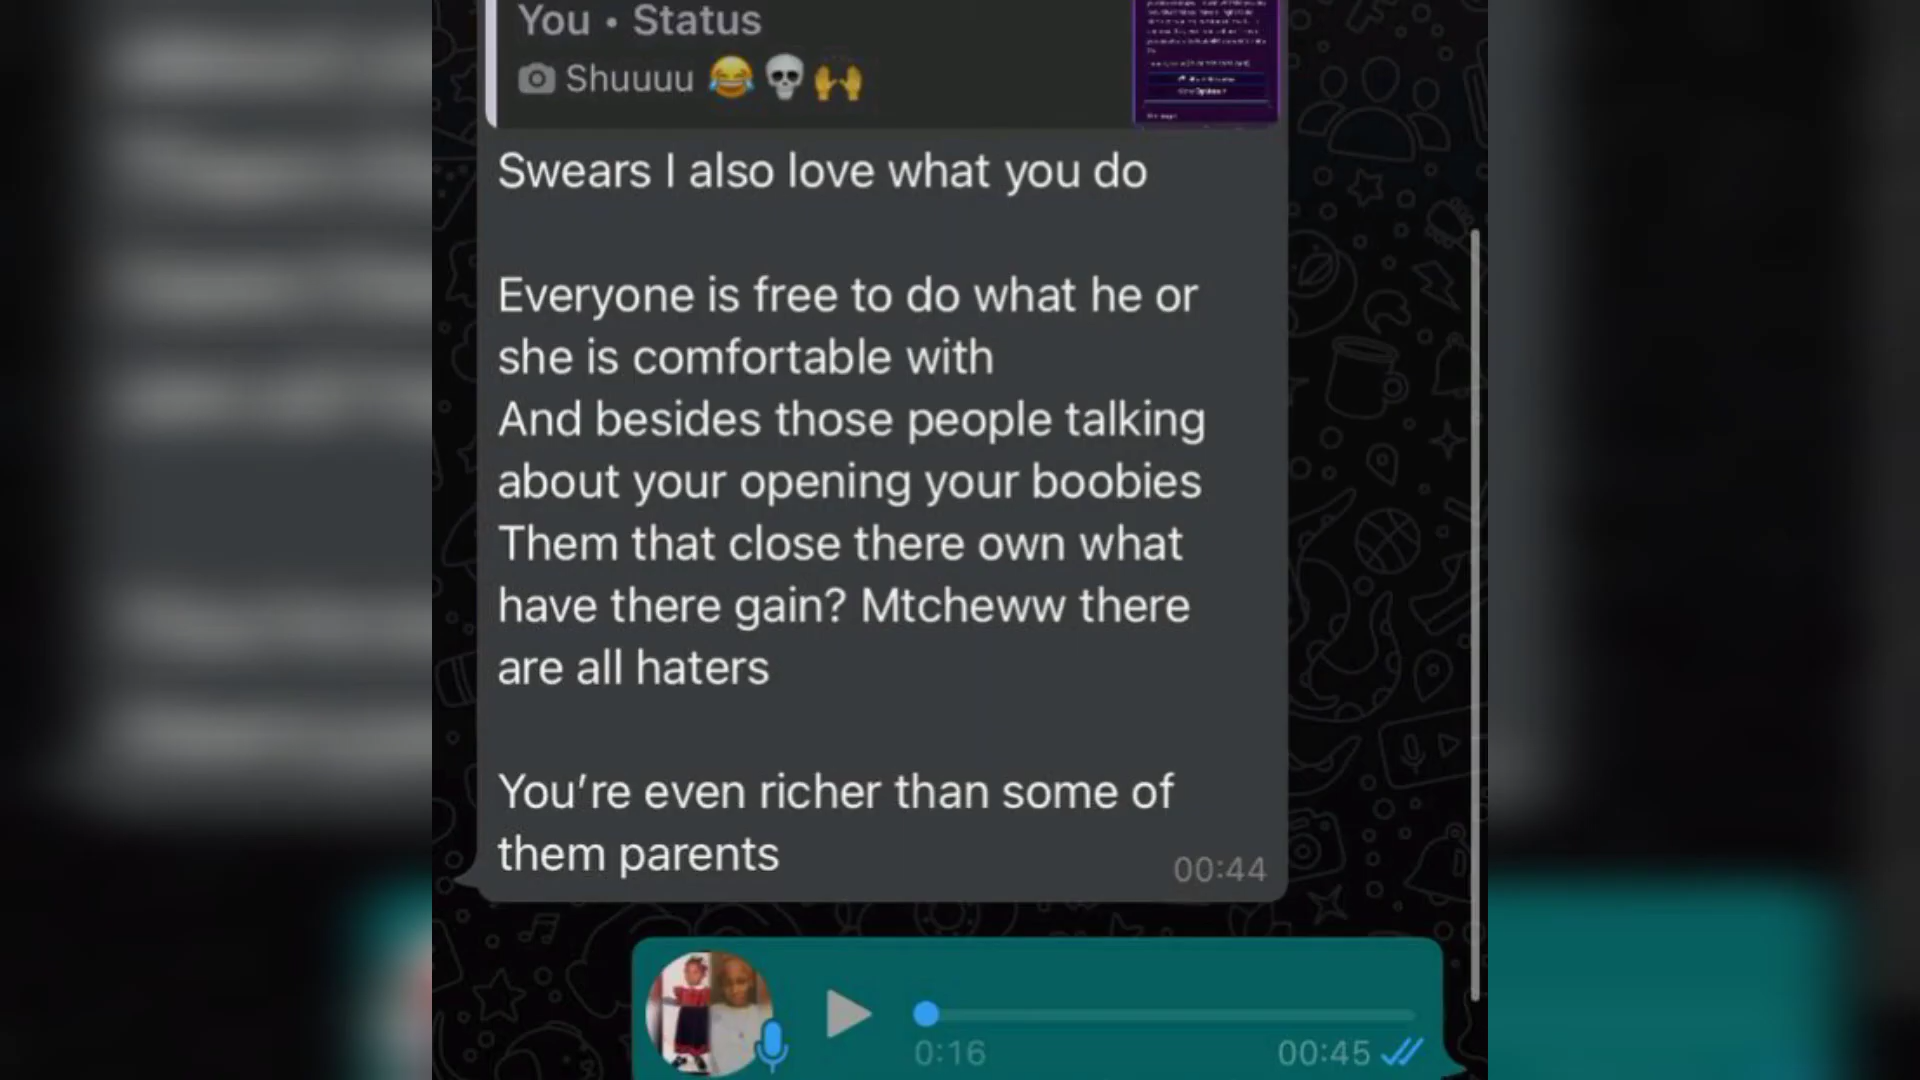 You • Status
Shuuuu 😂💀🙌
Swears I also love what you do
Everyone is free to do what he or
she is comfortable with
And besides those people talking
about your opening your boobies
Them that close there own what
have there gain? Mtcheww there
are all haters
You're even richer than some of
them parents
00:44
0:16
00:45